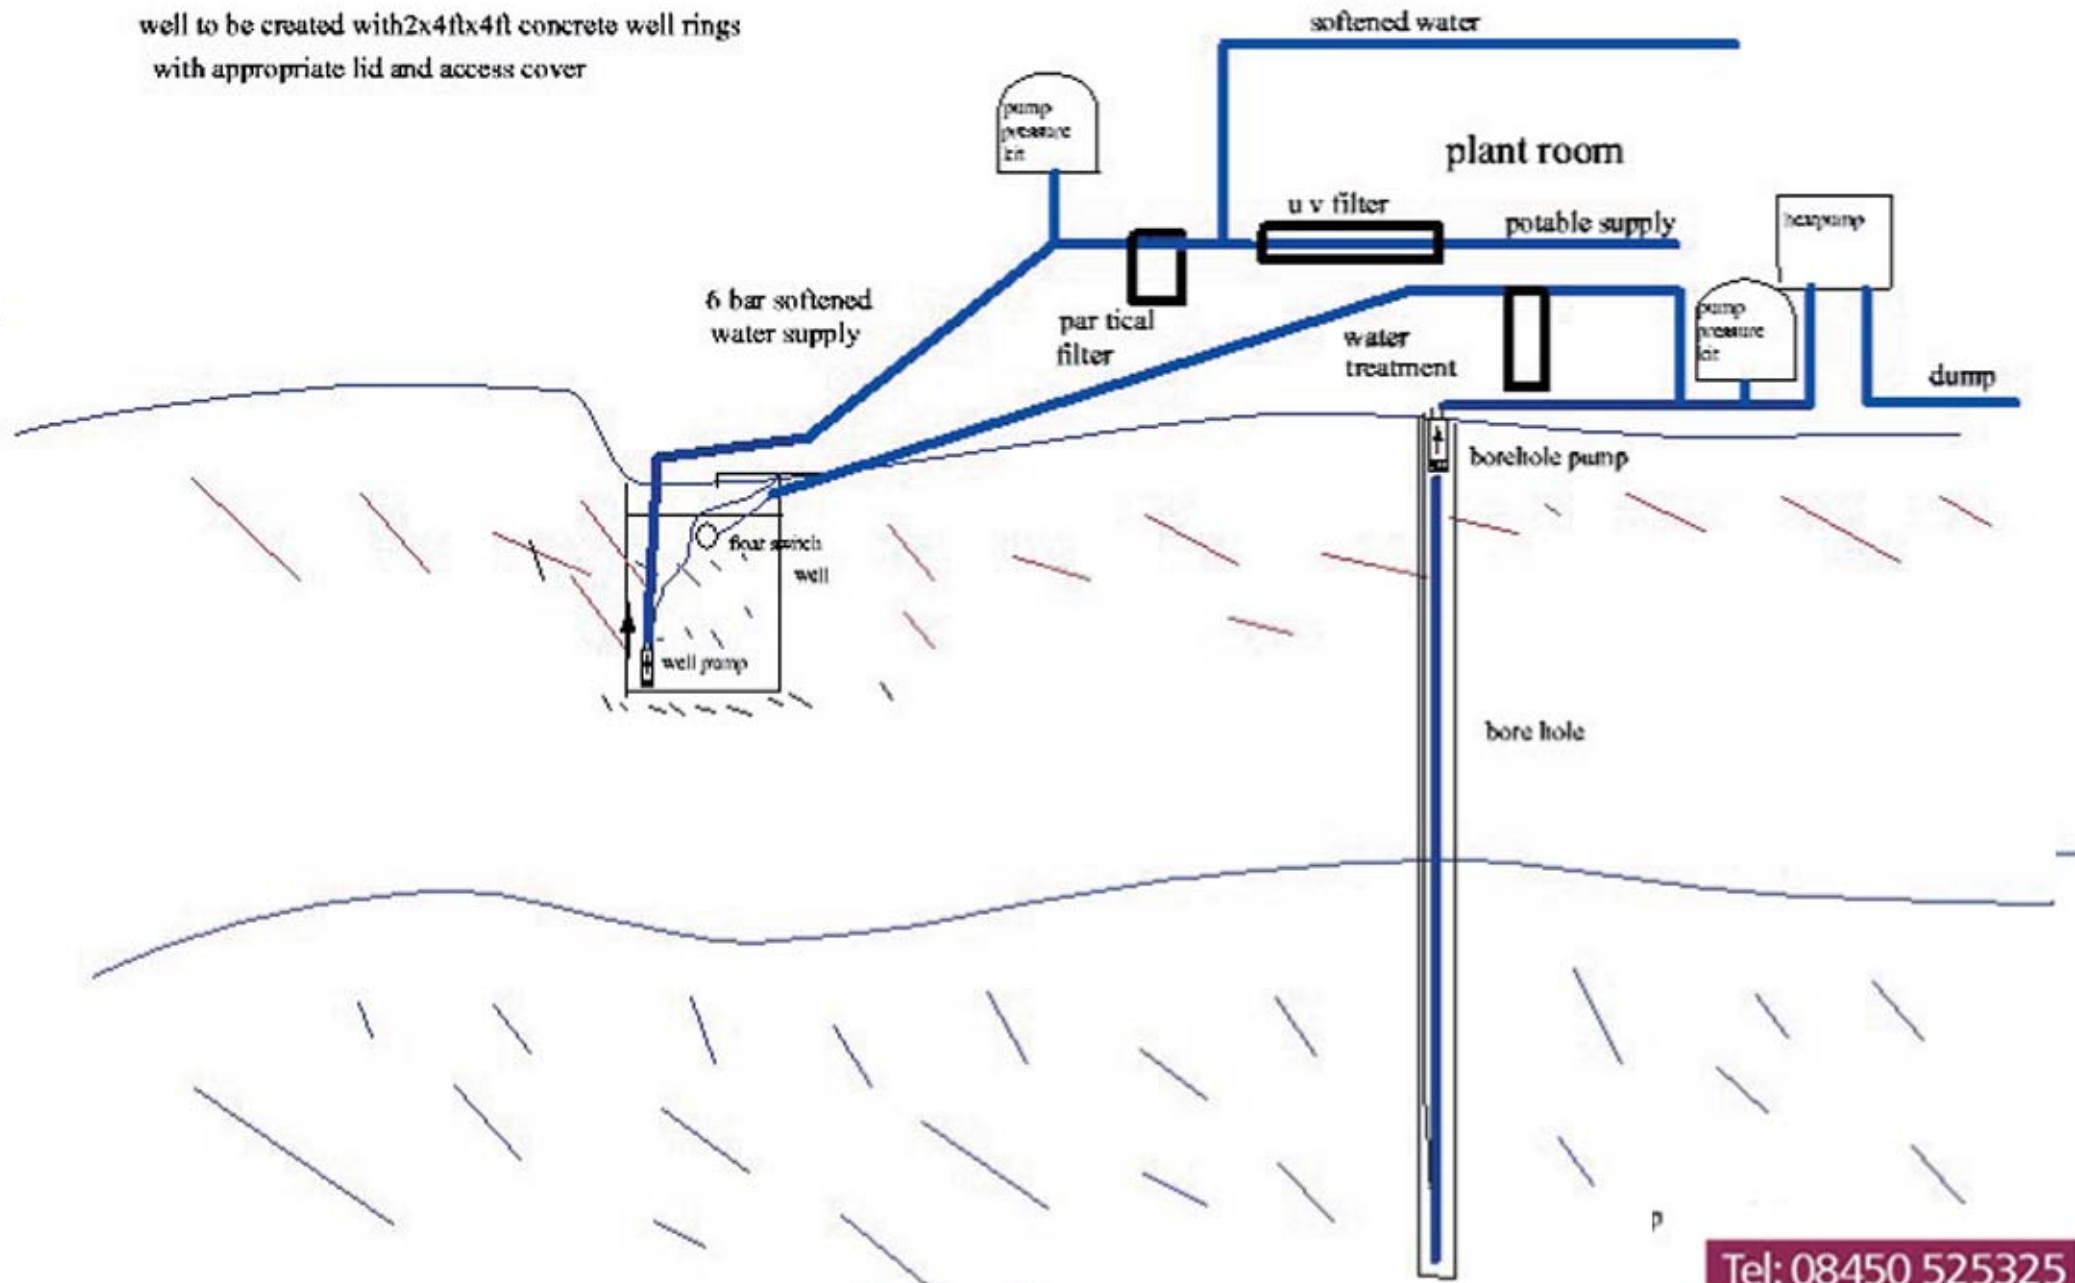 well to be created with2x4ftx4ft concrete well rings
with appropriate lid and access cover
softened water
pump
pressure
kit
plant room
u v filter
potable supply
heatpump
6 bar softened
water supply
par tical
filter
water
treatment
pump
pressure
kit
dump
borehole pump
float switch
well
well pump
bore hole
p
Tel: 08450 525325